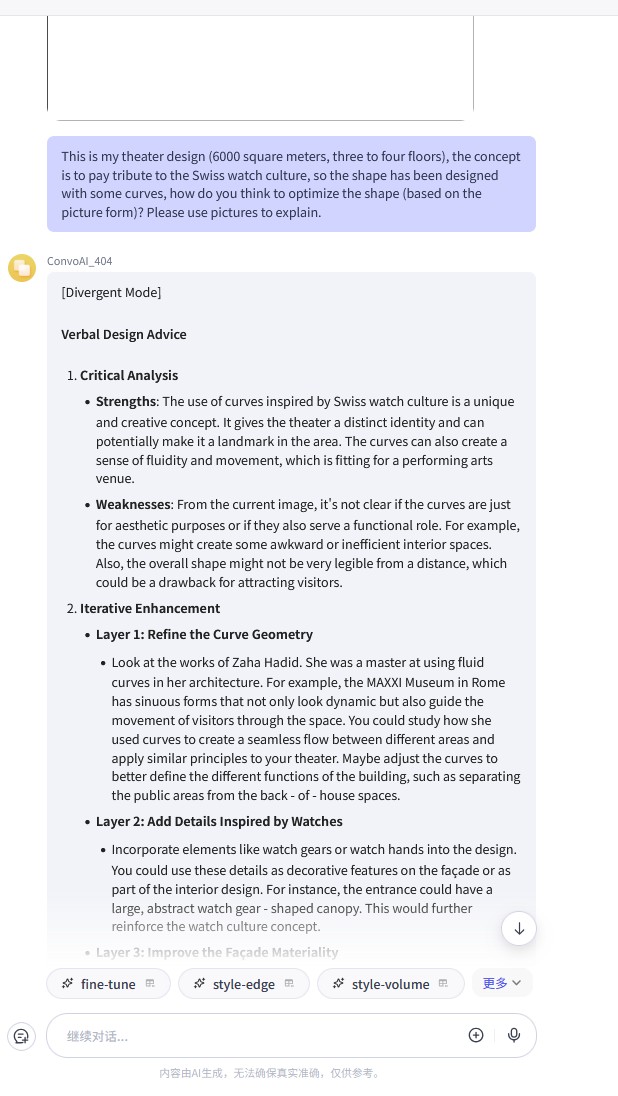 This is my theater design (6000 square meters, three to four floors), the concept
is to pay tribute to the Swiss watch culture, so the shape has been designed
with some curves, how do you think to optimize the shape (based on the
picture form)? Please use pictures to explain.
ConvoAI_404
[Divergent Mode]
Verbal Design Advice
1. Critical Analysis
• Strengths: The use of curves inspired by Swiss watch culture is a unique
and creative concept. It gives the theater a distinct identity and can
potentially make it a landmark in the area. The curves can also create a
sense of fluidity and movement, which is fitting for a performing arts
venue.
• Weaknesses: From the current image, it's not clear if the curves are just
for aesthetic purposes or if they also serve a functional role. For example,
the curves might create some awkward or inefficient interior spaces.
Also, the overall shape might not be very legible from a distance, which
could be a drawback for attracting visitors.
2. Iterative Enhancement
• Layer 1: Refine the Curve Geometry
• Look at the works of Zaha Hadid. She was a master at using fluid
curves in her architecture. For example, the MAXXI Museum in Rome
has sinuous forms that not only look dynamic but also guide the
movement of visitors through the space. You could study how she
used curves to create a seamless flow between different areas and
apply similar principles to your theater. Maybe adjust the curves to
better define the different functions of the building, such as separating
the public areas from the back - of - house spaces.
• Layer 2: Add Details Inspired by Watches
• Incorporate elements like watch gears or watch hands into the design.
You could use these details as decorative features on the façade or as
part of the interior design. For instance, the entrance could have a
large, abstract watch gear - shaped canopy. This would further
reinforce the watch culture concept.
• Layer 3: Improve the Façade Materiality
fine-tune
style-edge
style-volume
更多
继续对话...
内容由AI生成，无法确保真实准确，仅供参考。